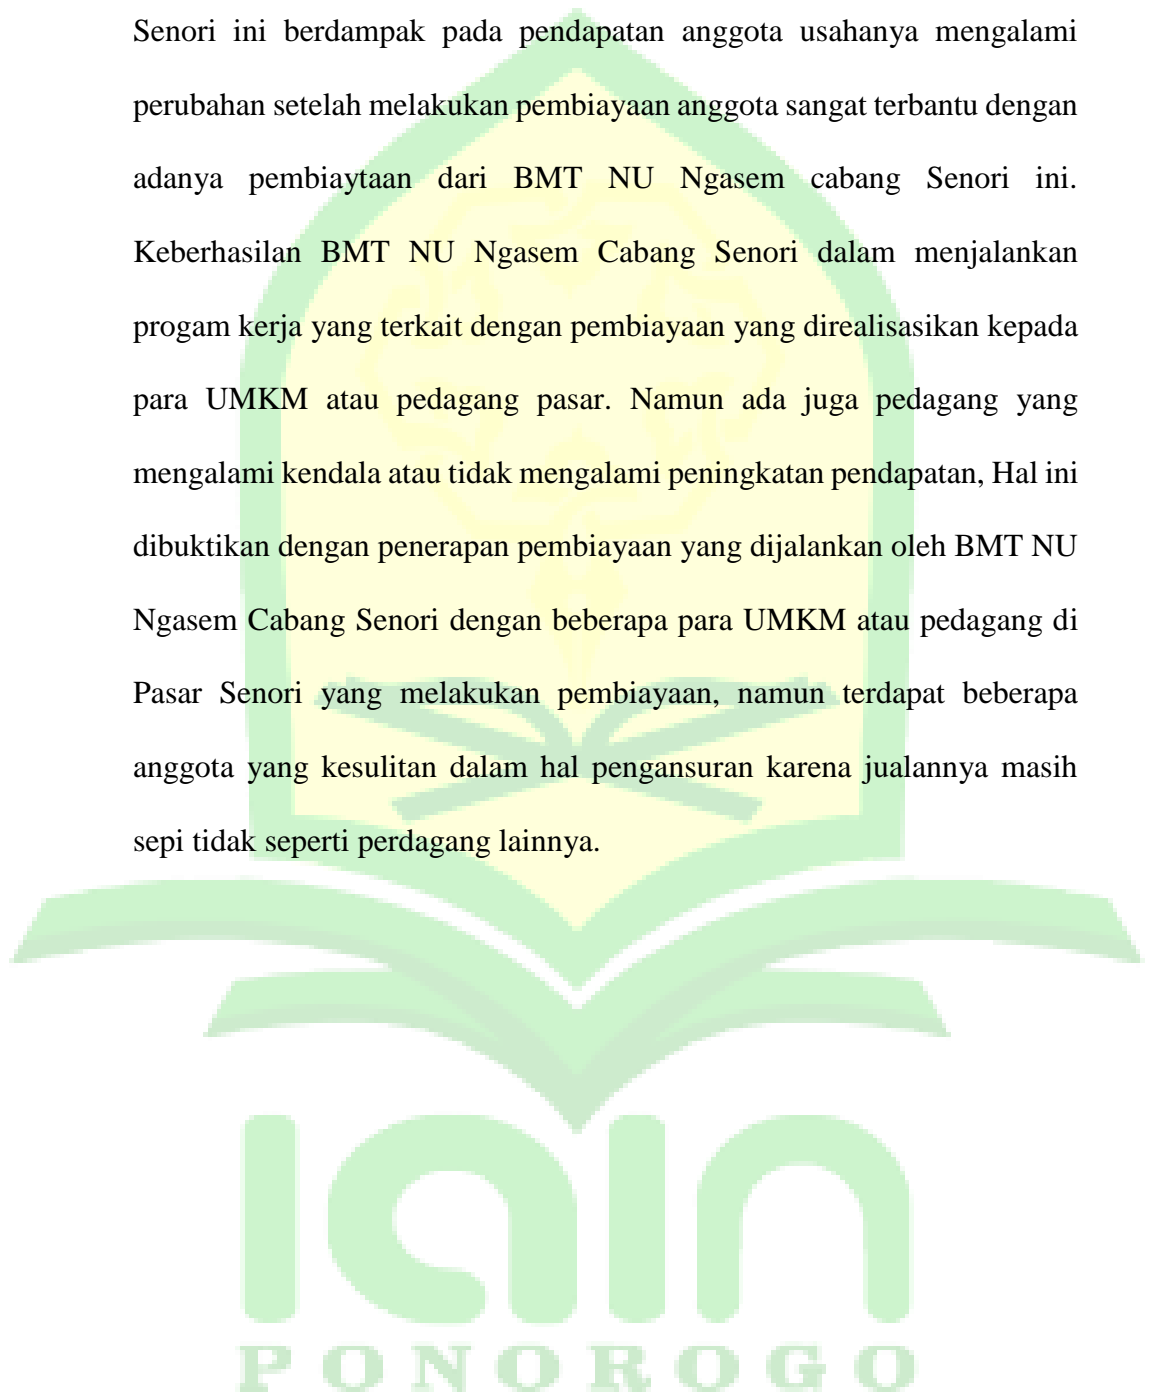 Senori ini berdampak pada pendapatan anggota usahanya mengalami
perubahan setelah melakukan pembiayaan anggota sangat terbantu dengan
adanya pembiaytaan dari BMT NU Ngasem cabang Senori ini.
Keberhasilan BMT NU Ngasem Cabang Senori dalam menjalankan
progam kerja yang terkait dengan pembiayaan yang direalisasikan kepada
para UMKM atau pedagang pasar. Namun ada juga pedagang yang
mengalami kendala atau tidak mengalami peningkatan pendapatan, Hal ini
dibuktikan dengan penerapan pembiayaan yang dijalankan oleh BMT NU
Ngasem Cabang Senori dengan beberapa para UMKM atau pedagang di
Pasar Senori yang melakukan pembiayaan, namun terdapat beberapa
anggota yang kesulitan dalam hal pengansuran karena jualannya masih
sepi tidak seperti perdagang lainnya.
iain
PONOROGO